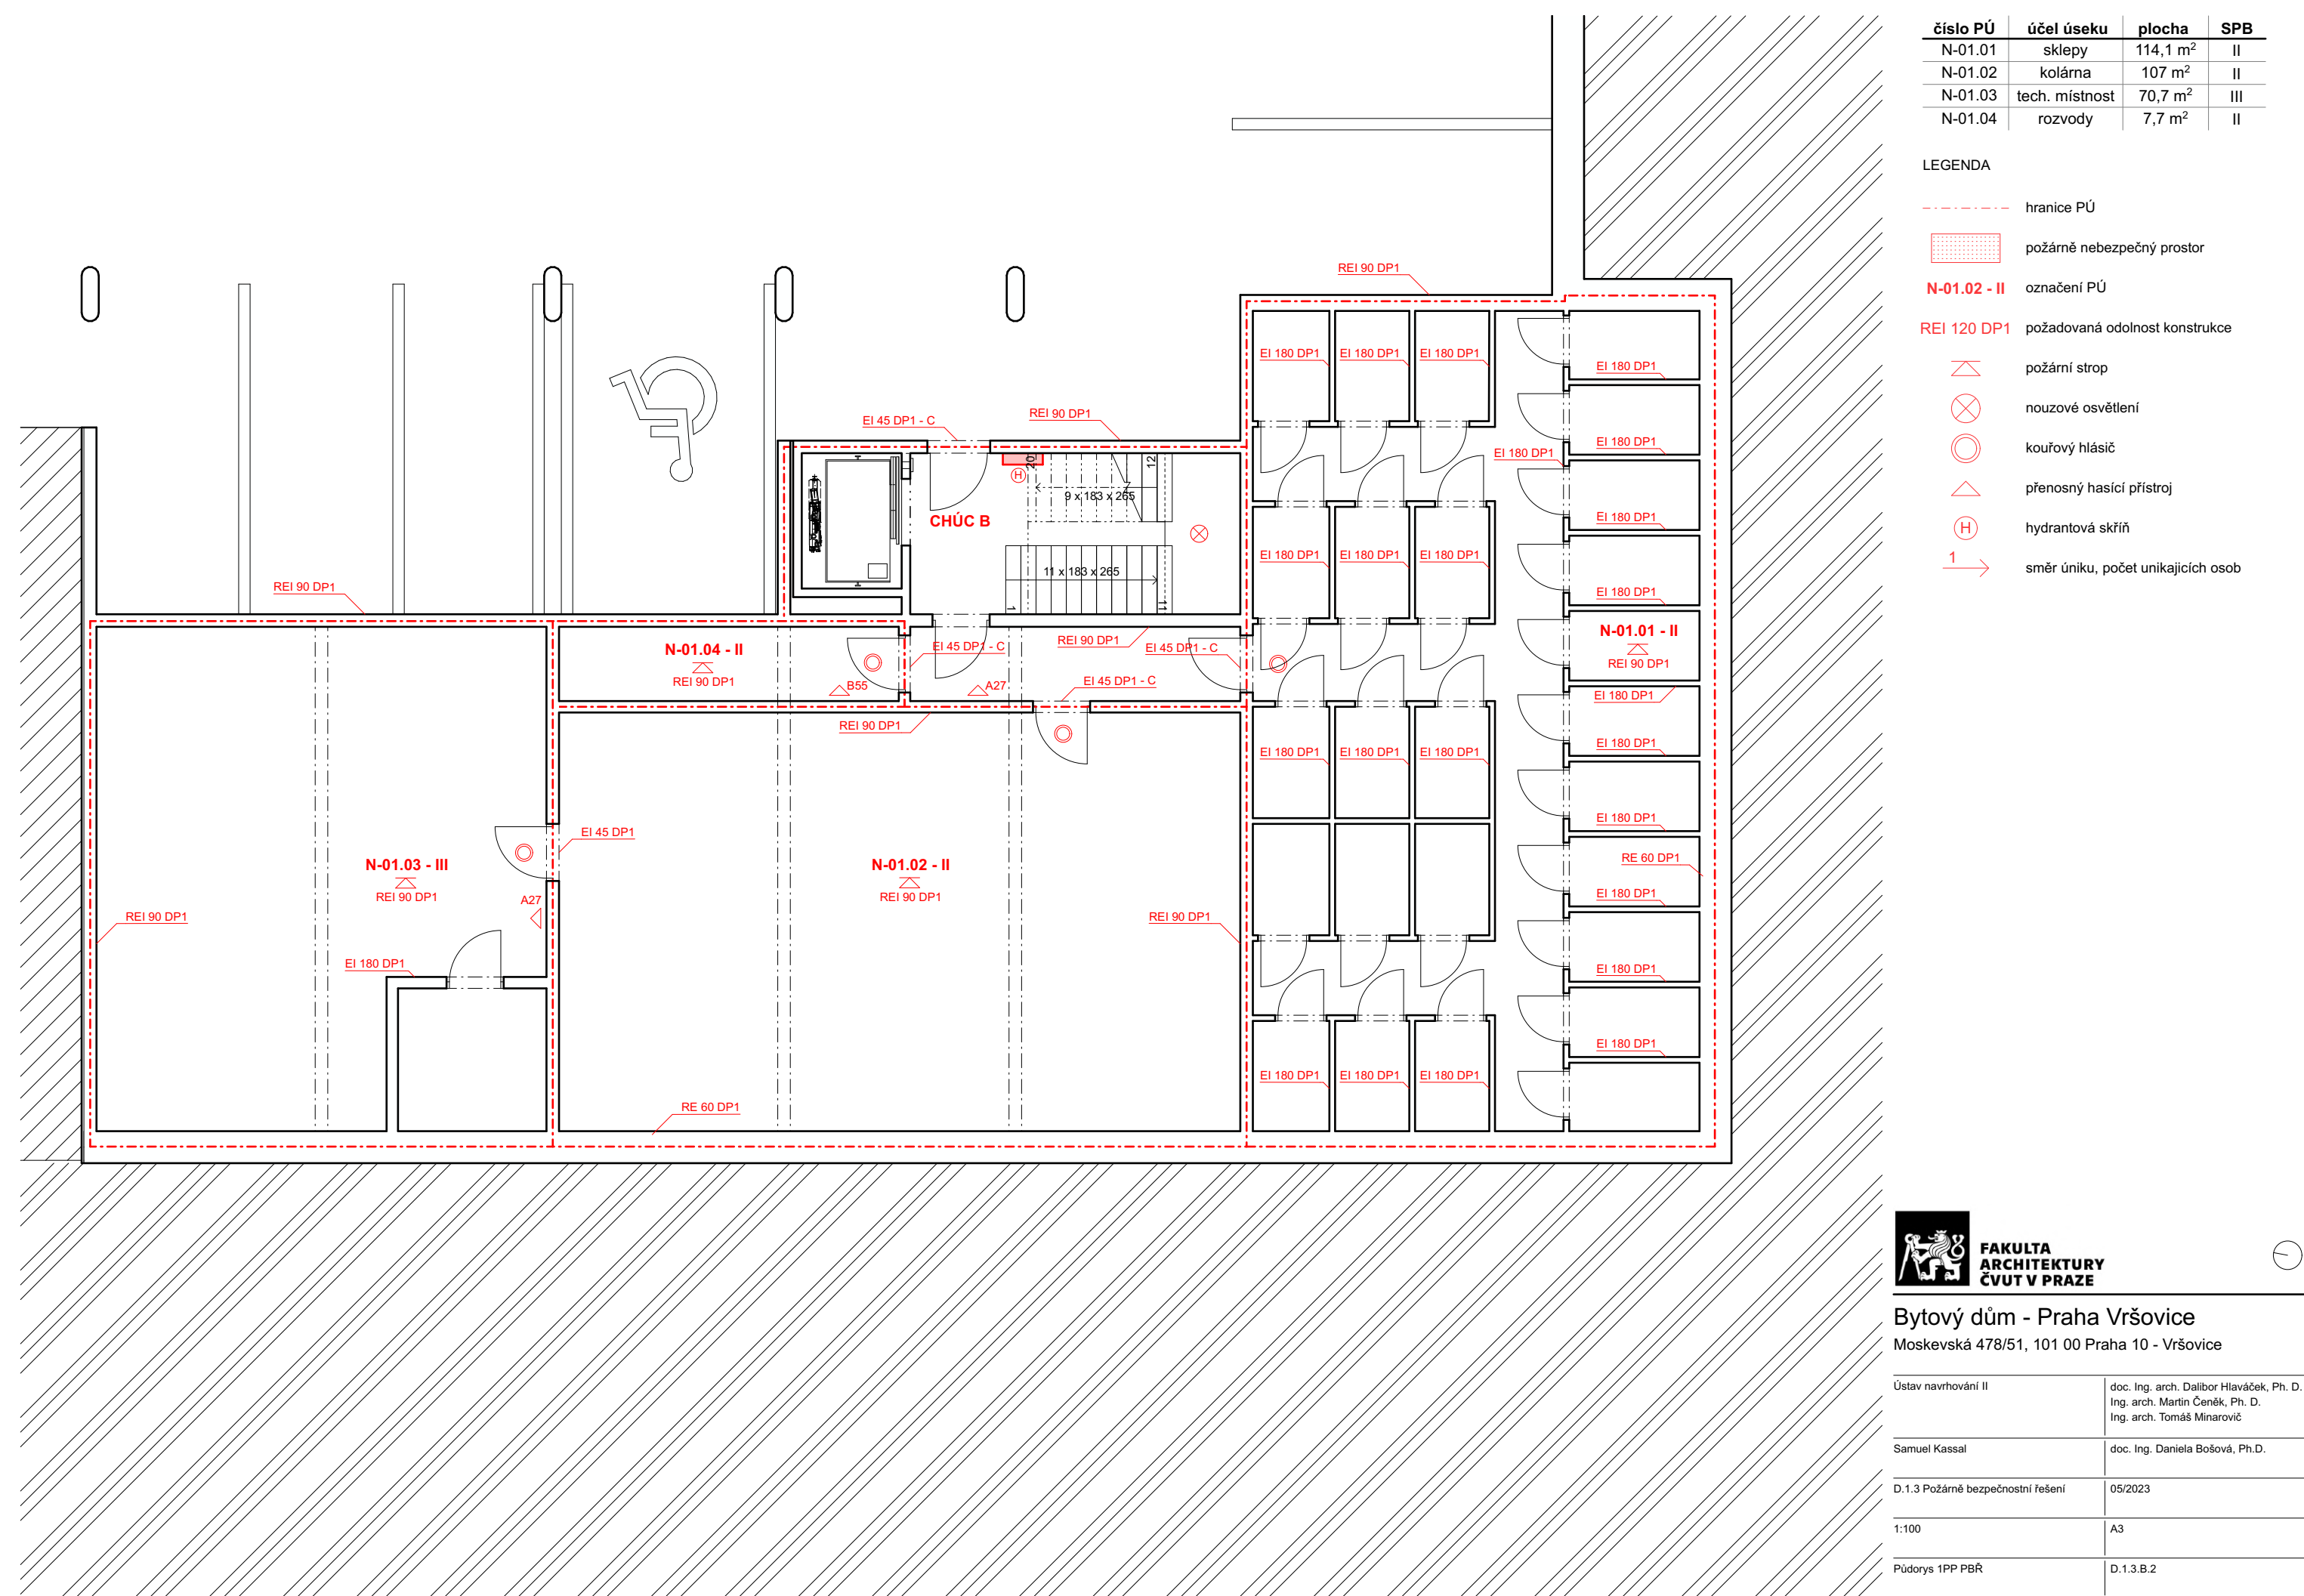 číslo PÚ účel úseku plocha SPB
N-01.01 sklepy 114,1 m² II
N-01.02 kolárna 107 m² II
N-01.03 tech. místnost 70,7 m² III
N-01.04 rozvody 7,7 m² II
LEGENDA
hranice PÚ
požárně nebezpečný prostor
N-01.02 - II označení PÚ
REI 120 DP1 požadovaná odolnost konstrukce
požární strop
nouzové osvětlení
kouřový hlásič
přenosný hasící přístroj
H hydrantová skříň
1 směr úniku, počet unikajicích osob
REI 90 DP1
EI 180 DP1 EI 180 DP1 EI 180 DP1
EI 180 DP1
EI 45 DP1 - C
REI 90 DP1
EI 180 DP1
EI 180 DP1
20
12
H
9 x 183 x 265
CHÚC B
EI 180 DP1
EI 180 DP1 EI 180 DP1 EI 180 DP1
11 x 183 x 265
REI 90 DP1
EI 180 DP1
1
11
N-01.01 - II
REI 90 DP1
N-01.04 - II
REI 90 DP1
EI 45 DP1 - C
REI 90 DP1
EI 45 DP1 - C
B55
A27
EI 45 DP1 - C
EI 180 DP1
REI 90 DP1
EI 180 DP1 EI 180 DP1 EI 180 DP1
EI 180 DP1
EI 180 DP1
EI 45 DP1
N-01.03 - III
REI 90 DP1
N-01.02 - II
REI 90 DP1
RE 60 DP1
EI 180 DP1
A27
REI 90 DP1
REI 90 DP1
EI 180 DP1
EI 180 DP1
EI 180 DP1
EI 180 DP1 EI 180 DP1 EI 180 DP1
RE 60 DP1
FAKULTA
ARCHITEKTURY
ČVUT V PRAZE
Bytový dům - Praha Vršovice
Moskevská 478/51, 101 00 Praha 10 - Vršovice
Ústav navrhování II
doc. Ing. arch. Dalibor Hlaváček, Ph. D.
Ing. arch. Martin Čeněk, Ph. D.
Ing. arch. Tomáš Minarovič
Samuel Kassal
doc. Ing. Daniela Bošová, Ph.D.
D.1.3 Požárně bezpečnostní řešení
05/2023
1:100
A3
Půdorys 1PP PBŘ
D.1.3.B.2